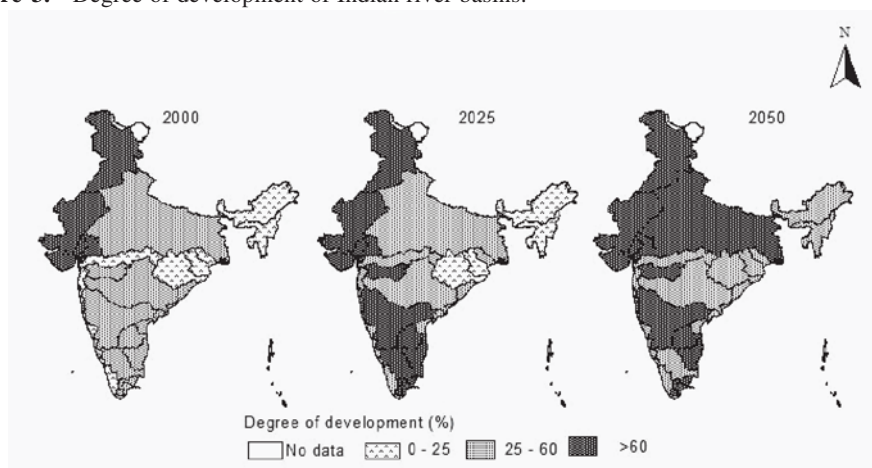 Degree of development of Indian river basins.
N
2000
2025
2050
Degree of development (%)
No data
0 - 25
25 - 60
>60